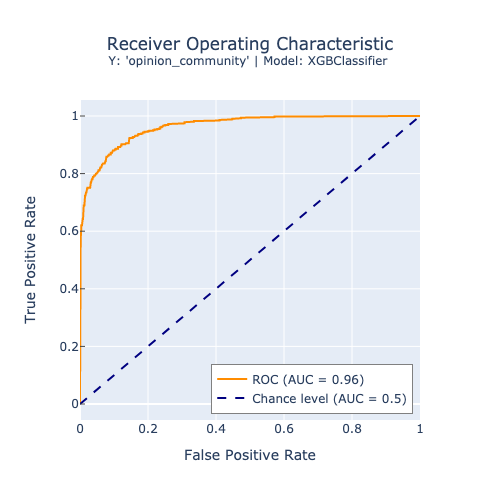 Receiver Operating Characteristic
Y: 'opinion_community' | Model: XGBClassifier
True Positive Rate
1
0.8
0.6
0.4
0.2
0
0
0.2
0.4
0.6
0.8
1
ROC (AUC = 0.96)
Chance level (AUC = 0.5)
False Positive Rate